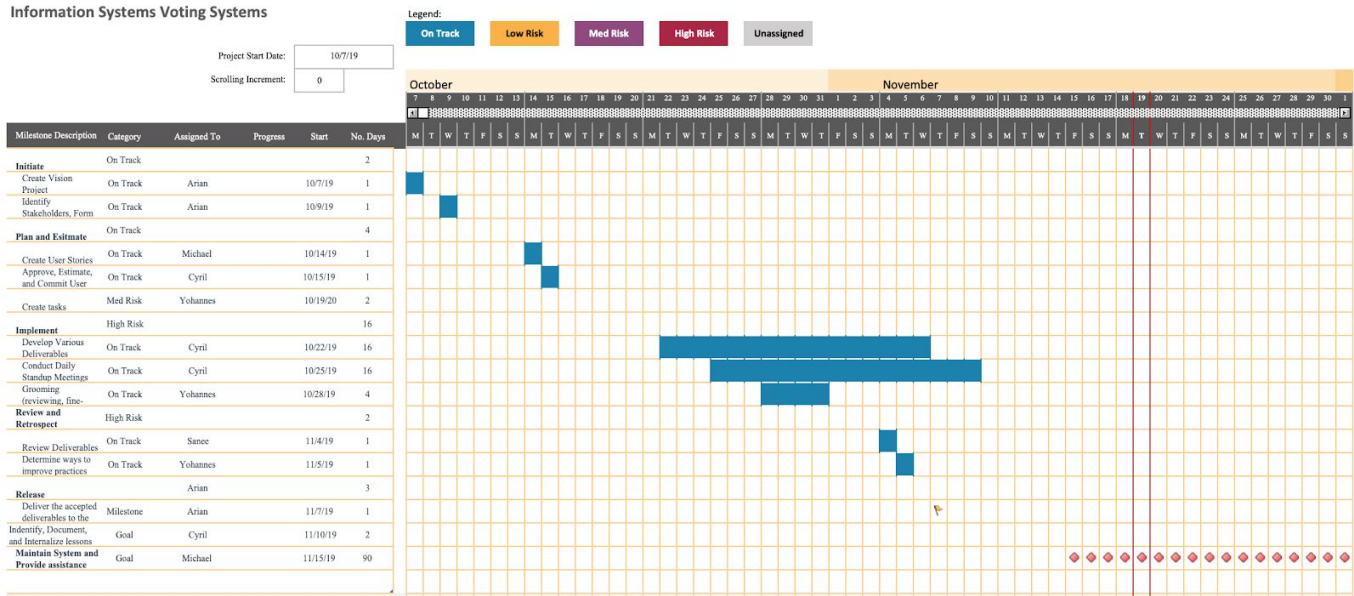 Information Systems Voting Systems
Legend:
On Track Low Risk Med Risk High Risk Unassigned
Project Start Date: 10/7/19
Scrolling Increment: 0
October November
7 8 9 10 11 12 13 14 15 16 17 18 19 20 21 22 23 24 25 26 27 28 29 30 31 1 2 3 4 5 6 7 8 9 10 11 12 13 14 15 16 17 18 19 20 21 22 23 24 25 26 27 28 29 30 1
Milestone Description Category Assigned To Progress Start No. Days M T W T F S S M T W T F S S M T W T F S S M T W T F S S M T W T F S S M T W T F S S M T W T F S S M T W T F S S
Initiate On Track 2
Create Vision
Project On Track Arian 10/7/19 1
Identify
Stakeholders, Form On Track Arian 10/9/19 1
Plan and Esitmate On Track 4
Create User Stories On Track Michael 10/14/19 1
Approve, Estimate,
and Commit User On Track Cyril 10/15/19 1
Create tasks Med Risk Yohannes 10/19/20 2
Implement High Risk 16
Develop Various
Deliverables On Track Cyril 10/22/19 16
Conduct Daily
Standup Meetings On Track Cyril 10/25/19 16
Grooming
(reviewing, fine- On Track Yohannes 10/28/19 4
Review and
Retrospect High Risk 2
Review Deliverables On Track Sanee 11/4/19 1
Determine ways to
improve practices On Track Yohannes 11/5/19 1
Release Arian 3
Deliver the accepted
deliverables to the Milestone Arian 11/7/19 1
Indentify, Document,
and Internalize lessons Goal Cyril 11/10/19 2
Maintain System and
Provide assistance Goal Michael 11/15/19 90